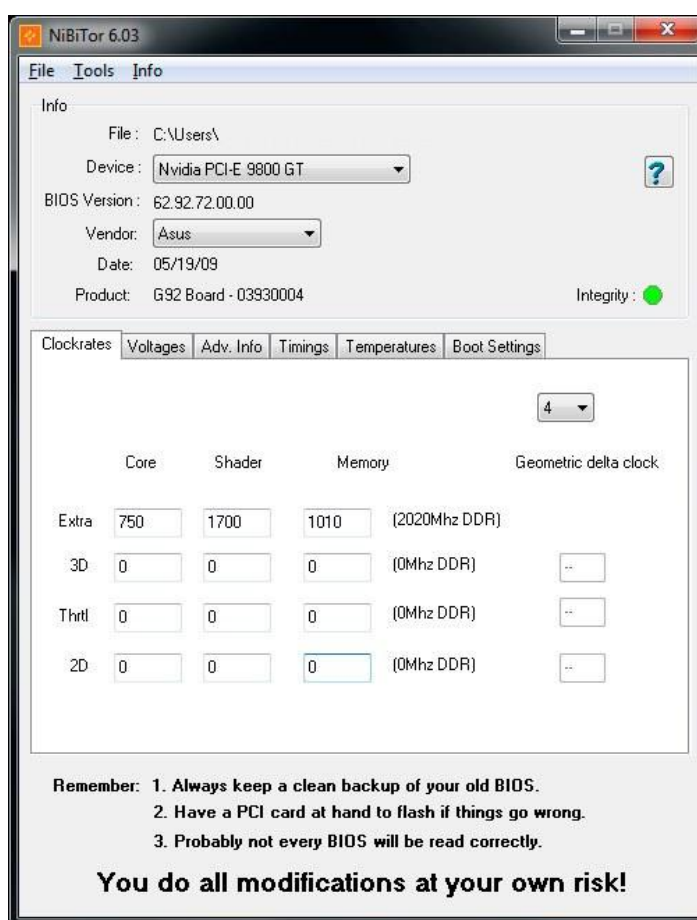 NiBiTor 6.03
File Tools Info
Info
File : C:\Users\
Device : Nvidia PCI-E 9800 GT
?
BIOS Version : 62.92.72.00.00
Vendor: Asus
Date: 05/19/09
Product: G92 Board - 03930004 Integrity :
Clockrates Voltages Adv. Info Timings Temperatures Boot Settings
4
Core Shader Memory Geometric delta clock
Extra 750 1700 1010 (2020Mhz DDR)
3D 0 0 0 (0Mhz DDR) --
Thrtl 0 0 0 (0Mhz DDR) --
2D 0 0 0 (0Mhz DDR) --
Remember: 1. Always keep a clean backup of your old BIOS.
2. Have a PCI card at hand to flash if things go wrong.
3. Probably not every BIOS will be read correctly.
You do all modifications at your own risk!